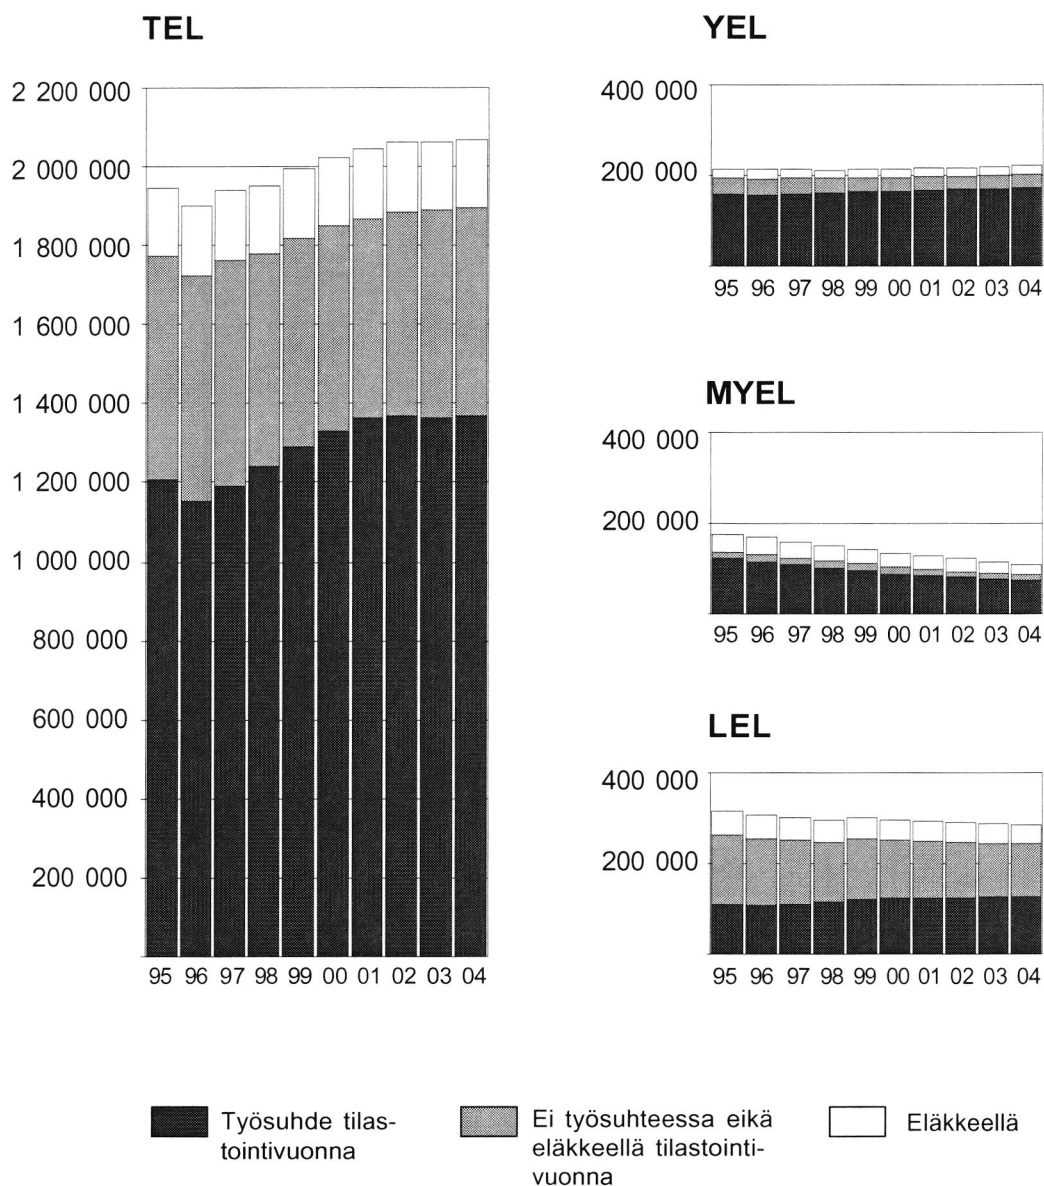 TEL
2 200 000
2 000 000
1 800 000
1 600 000
1 400 000
1 200 000
1 000 000
800 000
600 000
400 000
200 000
95 96 97 98 99 00 01 02 03 04
YEL
400 000
200 000
95 96 97 98 99 00 01 02 03 04
MYEL
400 000
200 000
95 96 97 98 99 00 01 02 03 04
LEL
400 000
200 000
95 96 97 98 99 00 01 02 03 04
Työsuhde tilas-
tointivuonna
Ei työsuhteessa eikä
eläkkeellä tilastointi-
vuonna
Eläkkeellä